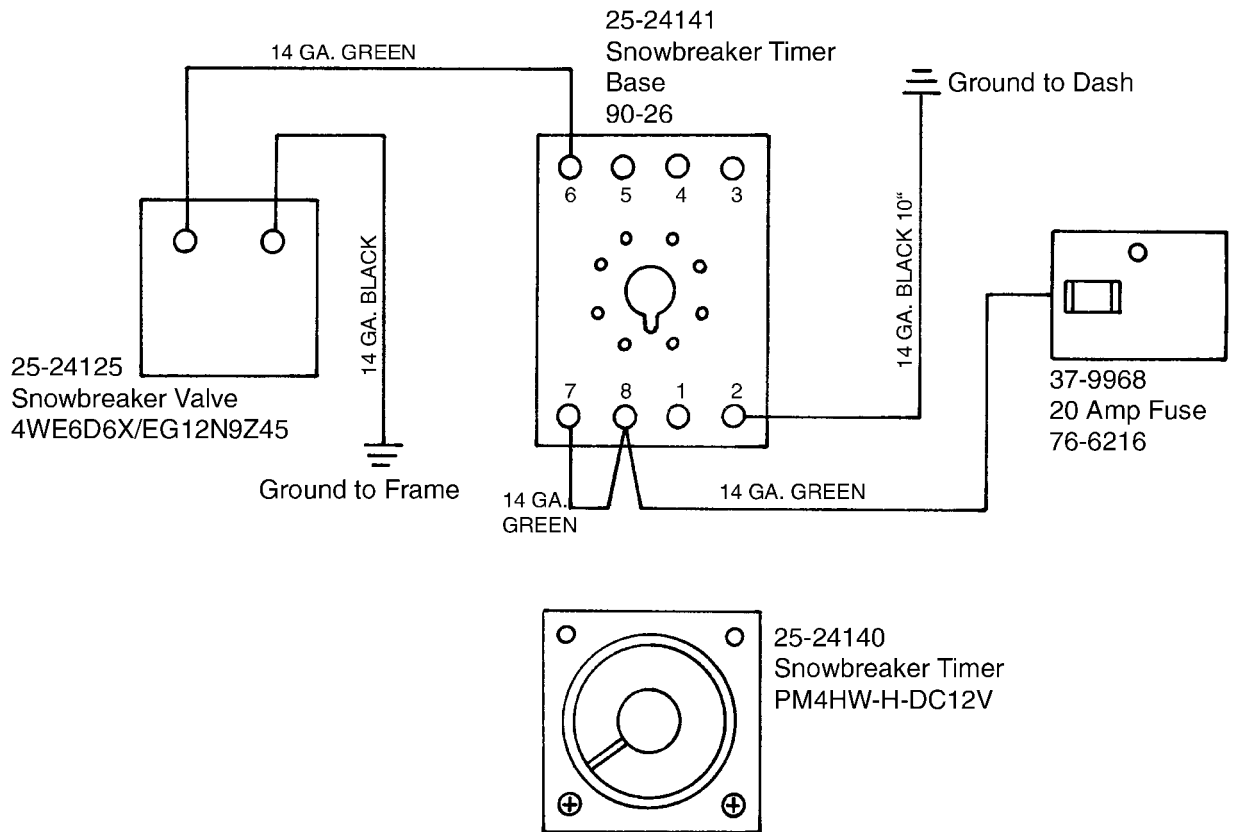 25-24141
Snowbreaker Timer
Base
90-26
14 GA. GREEN
Ground to Dash
6
5
4
3
14 GA. BLACK
14 GA. BLACK 10"
25-24125
Snowbreaker Valve
4WE6D6X/EG12N9Z45
7
8
1
2
37-9968
20 Amp Fuse
76-6216
Ground to Frame
14 GA.
GREEN
14 GA. GREEN
25-24140
Snowbreaker Timer
PM4HW-H-DC12V